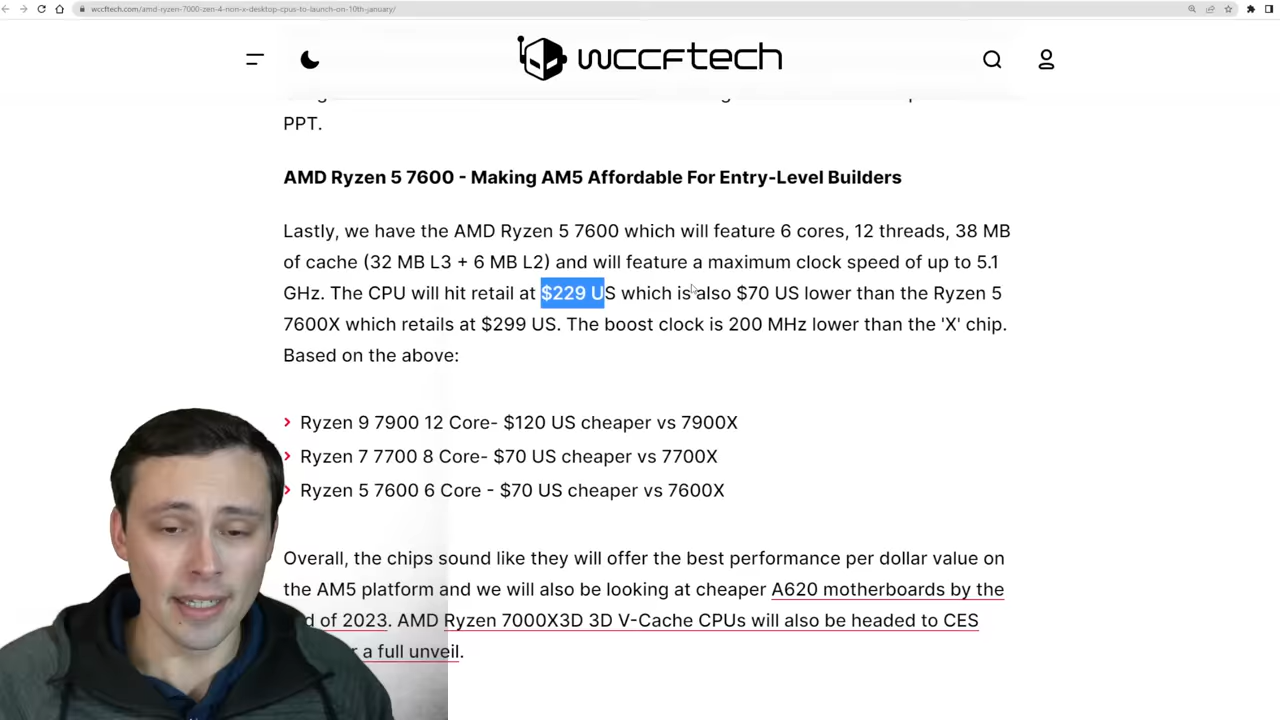 wccftech.com/amd-ryzen-7000-zen-4-non-x-desktop-cpus-to-launch-on-10th-january/
wccftech
PPT.
AMD Ryzen 5 7600 - Making AM5 Affordable For Entry-Level Builders
Lastly, we have the AMD Ryzen 5 7600 which will feature 6 cores, 12 threads, 38 MB
of cache (32 MB L3 + 6 MB L2) and will feature a maximum clock speed of up to 5.1
GHz. The CPU will hit retail at $229 US which is also $70 US lower than the Ryzen 5
7600X which retails at $299 US. The boost clock is 200 MHz lower than the 'X' chip.
Based on the above:
Ryzen 9 7900 12 Core- $120 US cheaper vs 7900X
Ryzen 7 7700 8 Core- $70 US cheaper vs 7700X
Ryzen 5 7600 6 Core - $70 US cheaper vs 7600X
Overall, the chips sound like they will offer the best performance per dollar value on
the AM5 platform and we will also be looking at cheaper A620 motherboards by the
of 2023. AMD Ryzen 7000X3D 3D V-Cache CPUs will also be headed to CES
a full unveil.